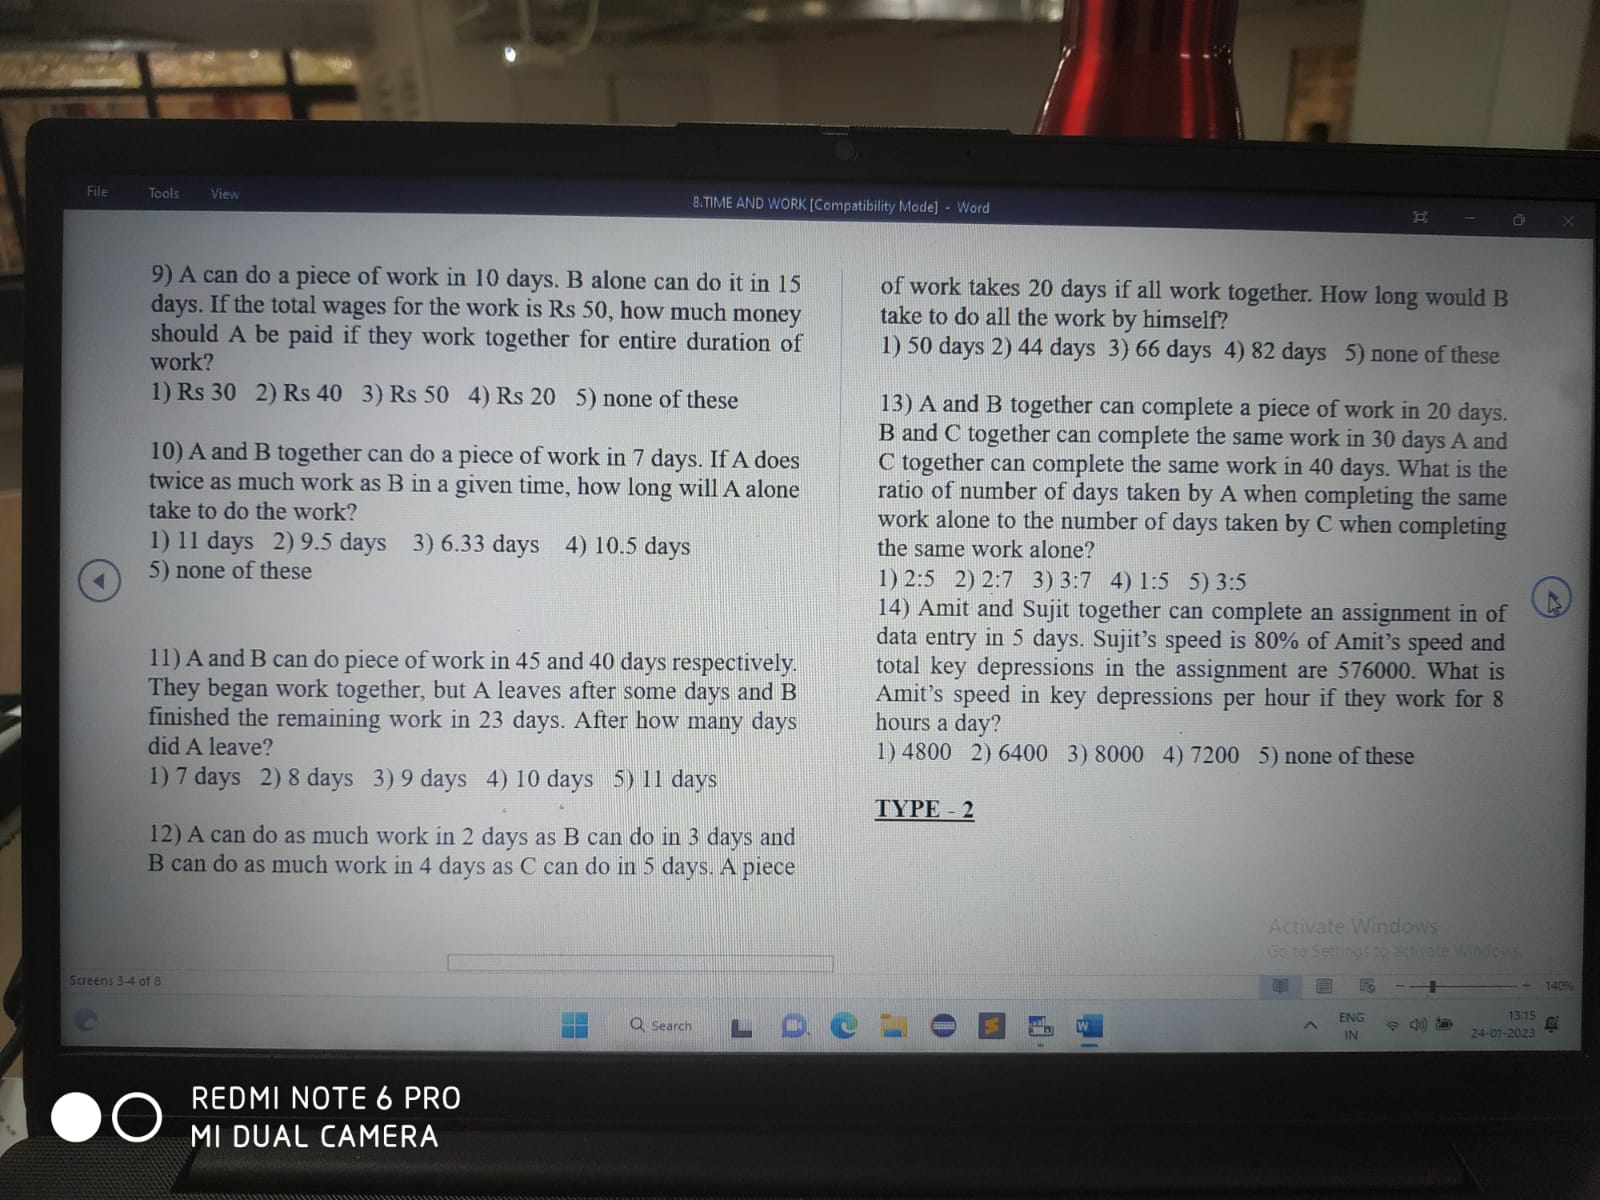 File Tools View
8.TIME AND WORK [Compatibility Mode] - Word
9) A can do a piece of work in 10 days. B alone can do it in 15
days. If the total wages for the work is Rs 50, how much money
should A be paid if they work together for entire duration of
work?
1) Rs 30 2) Rs 40 3) Rs 50 4) Rs 20 5) none of these
10) A and B together can do a piece of work in 7 days. If A does
twice as much work as B in a given time, how long will A alone
take to do the work?
1) 11 days 2) 9.5 days 3) 6.33 days 4) 10.5 days
5) none of these
11) A and B can do piece of work in 45 and 40 days respectively.
They began work together, but A leaves after some days and B
finished the remaining work in 23 days. After how many days
did A leave?
1) 7 days 2) 8 days 3) 9 days 4) 10 days 5) 11 days
12) A can do as much work in 2 days as B can do in 3 days and
B can do as much work in 4 days as C can do in 5 days. A piece
of work takes 20 days if all work together. How long would B
take to do all the work by himself?
1) 50 days 2) 44 days 3) 66 days 4) 82 days 5) none of these
13) A and B together can complete a piece of work in 20 days.
B and C together can complete the same work in 30 days A and
C together can complete the same work in 40 days. What is the
ratio of number of days taken by A when completing the same
work alone to the number of days taken by C when completing
the same work alone?
1) 2:5 2) 2:7 3) 3:7 4) 1:5 5) 3:5
14) Amit and Sujit together can complete an assignment in of
data entry in 5 days. Sujit's speed is 80% of Amit's speed and
total key depressions in the assignment are 576000. What is
Amit's speed in key depressions per hour if they work for 8
hours a day?
1) 4800 2) 6400 3) 8000 4) 7200 5) none of these
TYPE - 2
Activate Windows
Go to Settings to activate Windows.
Screens 3-4 of 8
140%
Search
ENG
IN
13:15
24-01-2023
REDMI NOTE 6 PRO
MI DUAL CAMERA